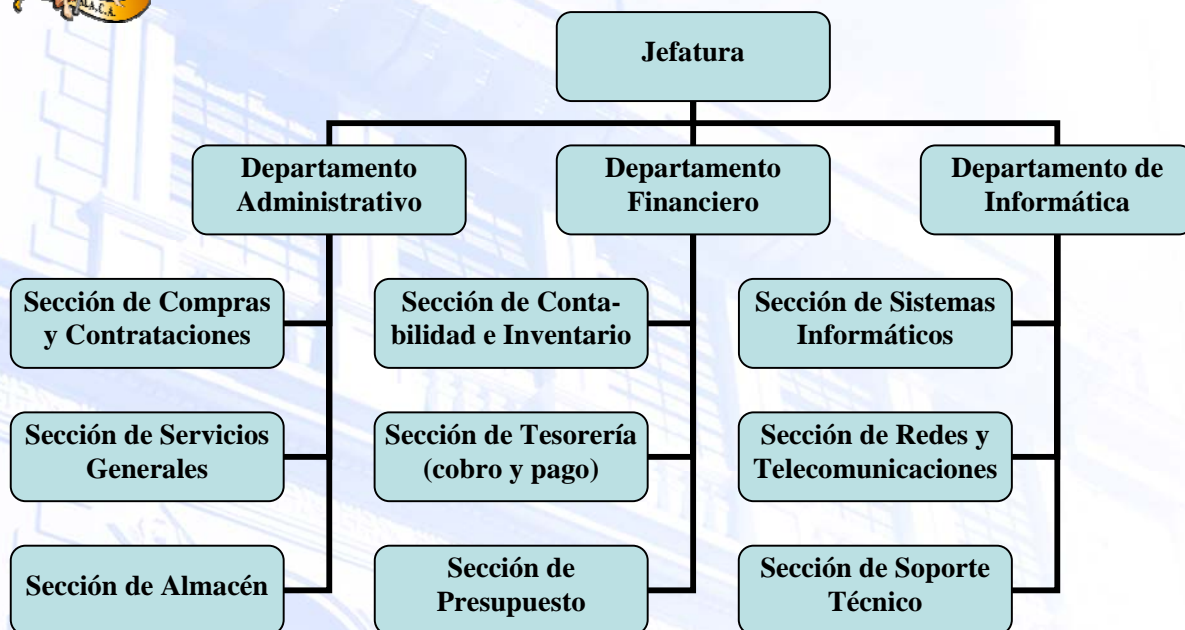 ALA, C.A.
Jefatura
Departamento
Administrativo
Departamento
Financiero
Departamento de
Informática
Sección de Compras
y Contrataciones
Sección de Conta-
bilidad e Inventario
Sección de Sistemas
Informáticos
Sección de Servicios
Generales
Sección de Tesorería
(cobro y pago)
Sección de Redes y
Telecomunicaciones
Sección de Almacén
Sección de
Presupuesto
Sección de Soporte
Técnico